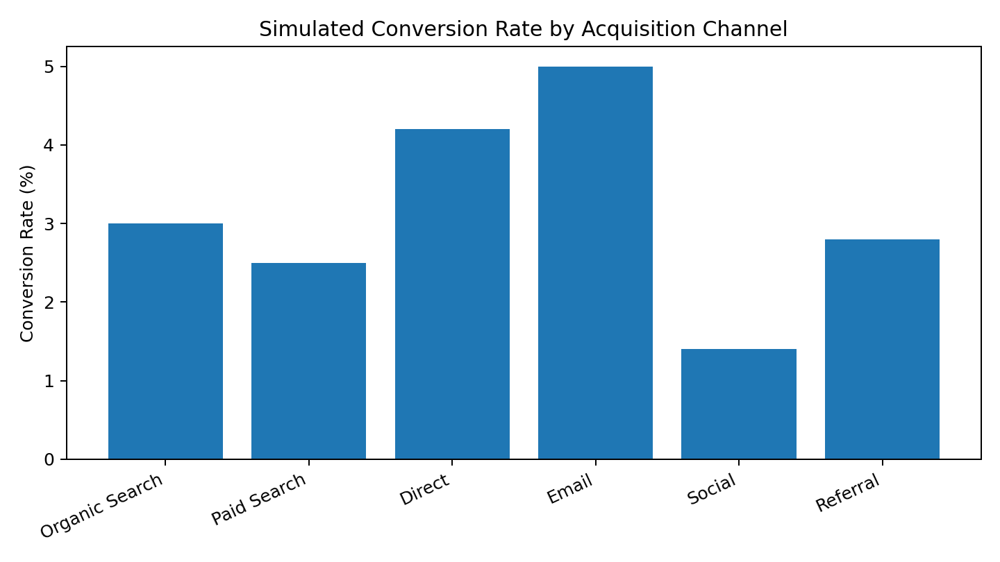 Simulated Conversion Rate by Acquisition Channel
Conversion Rate (%)
5
4
3
2
1
0
Organic Search
Paid Search
Direct
Email
Social
Referral